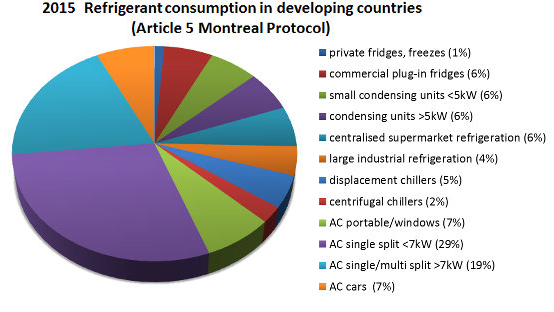 2015 Refrigerant consumption in developing countries
(Article 5 Montreal Protocol)
private fridges, freezes (1%)
commercial plug-in fridges (6%)
small condensing units <5kW (6%)
condensing units >5kW (6%)
centralised supermarket refrigeration (6%)
large industrial refrigeration (4%)
displacement chillers (5%)
centrifugal chillers (2%)
AC portable/windows (7%)
AC single split <7kW (29%)
AC single/multi split >7kW (19%)
AC cars (7%)